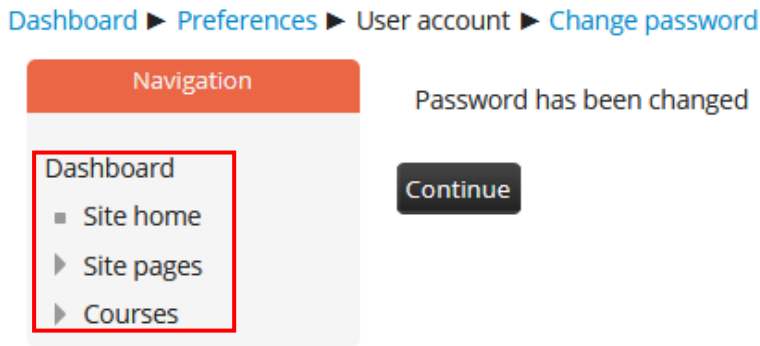 Dashboard ► Preferences ► User account ► Change password
Navigation
Password has been changed
Dashboard
Continue
Site home
Site pages
Courses